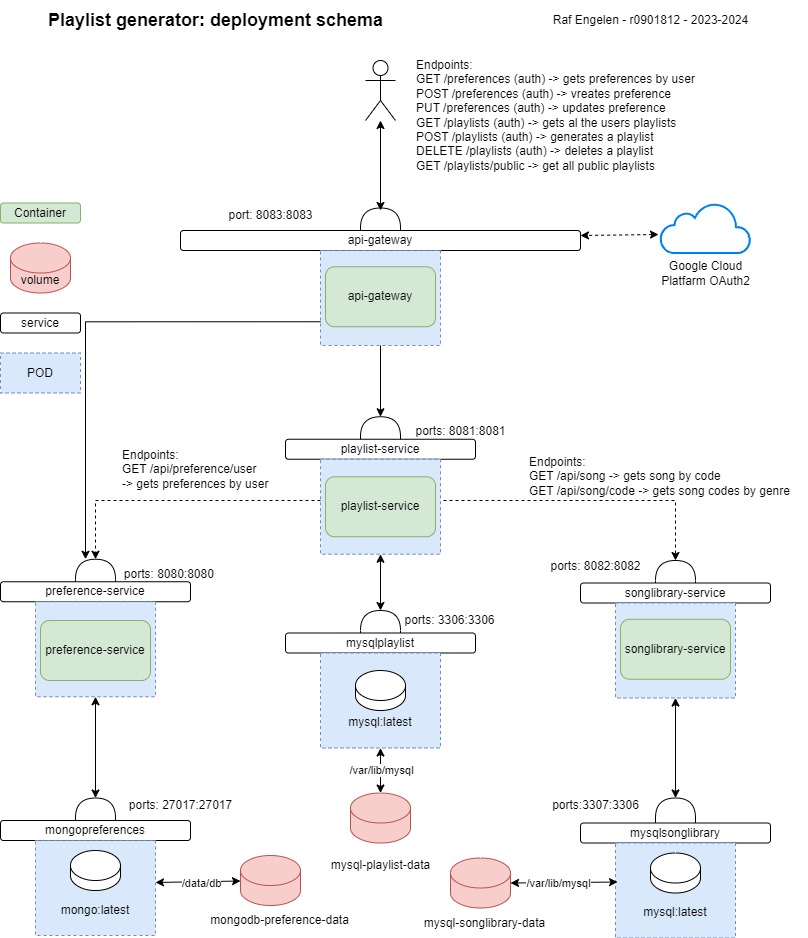 Playlist generator: deployment schema
Raf Engelen - r0901812 - 2023-2024
Endpoints:
GET /preferences (auth) -> gets preferences by user
POST /preferences (auth) -> vreates preference
PUT /preferences (auth) -> updates preference
GET /playlists (auth) -> gets al the users playlists
POST /playlists (auth) -> generates a playlist
DELETE /playlists (auth) -> deletes a playlist
GET /playlists/public -> get all public playlists
Container
port: 8083:8083
api-gateway
Google Cloud
Platfarm OAuth2
volume
api-gateway
service
POD
ports: 8081:8081
playlist-service
Endpoints:
GET /api/preference/user
-> gets preferences by user
Endpoints:
GET /api/song -> gets song by code
GET /api/song/code -> gets song codes by genre
playlist-service
ports: 8080:8080
preference-service
ports: 8082:8082
songlibrary-service
ports: 3306:3306
mysqlplaylist
preference-service
songlibrary-service
mysql:latest
/var/lib/mysql
ports: 27017:27017
mongopreferences
ports:3307:3306
mysqlsonglibrary
mysql-playlist-data
/data/db
/var/lib/mysql
mongo:latest
mongodb-preference-data
mysql-songlibrary-data
mysql:latest